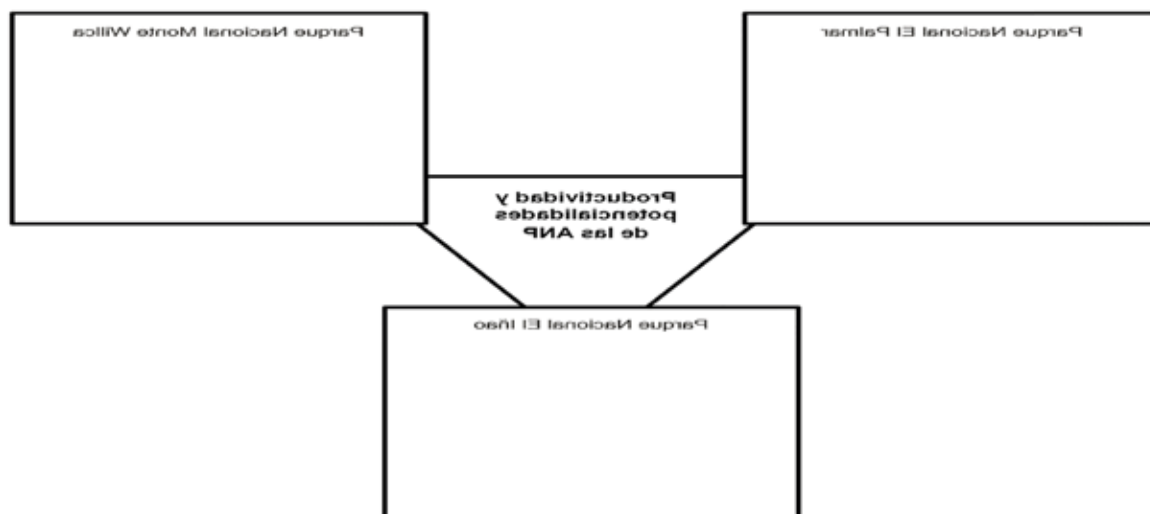 Parque Nacional El Palmar
Parque Nacional Monte Willca
Productividad y
potencialidades
de las ANP
Parque Nacional El Iñao